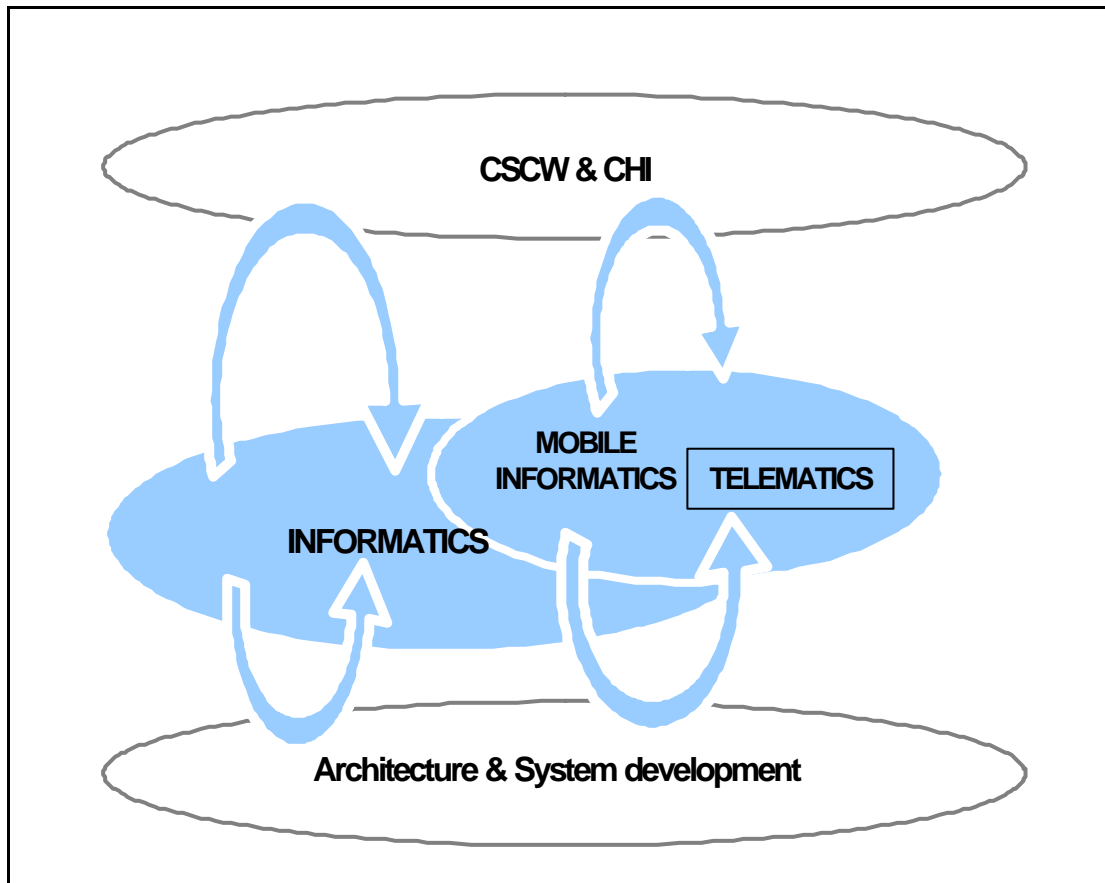 CSCW & CHI
MOBILE
INFORMATICS
TELEMATICS
INFORMATICS
Architecture & System development